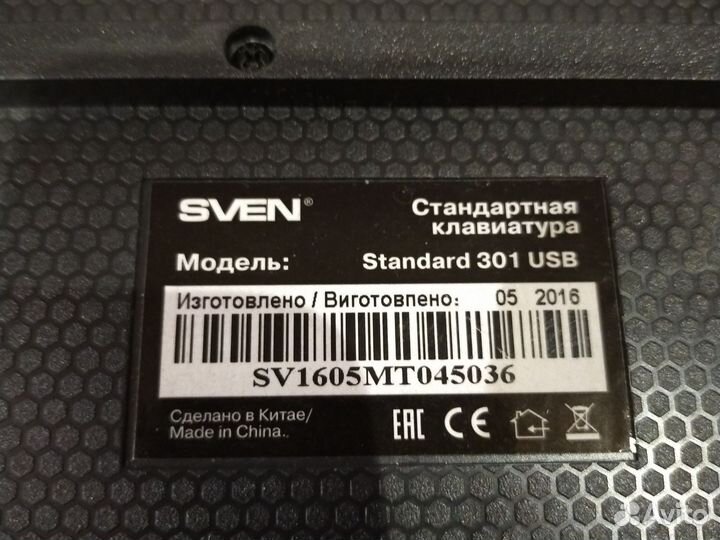 SVEN®
Стандартная
клавиатура
Модель: Standard 301 USB
Изготовлено / Виготовлено: 05 2016
SV1605MT045036
Сделано в Китае/
Made in China.
EAC CE
Avito